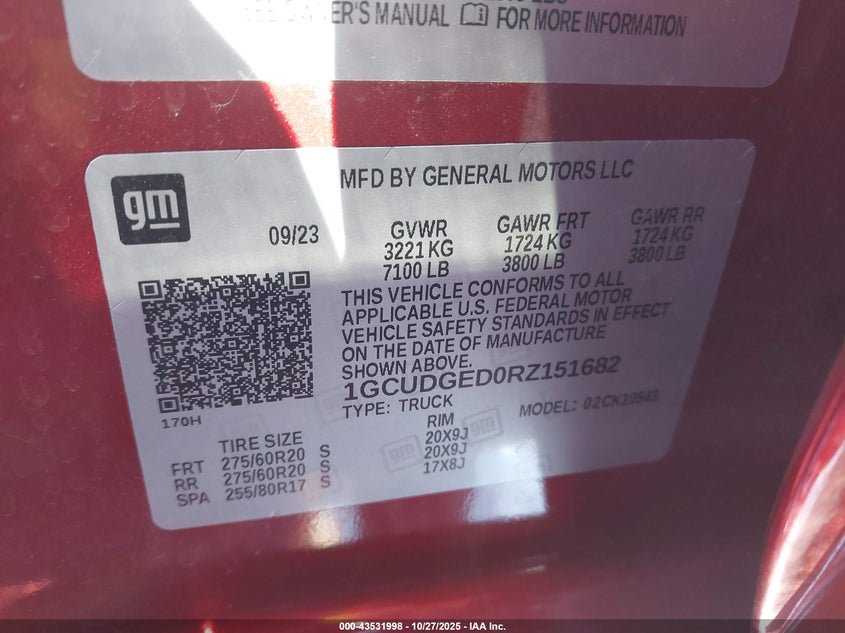 OWNER'S MANUAL FOR MORE INFORMATION
gm
MFD BY GENERAL MOTORS LLC
09/23
GVWR GAWR FRT GAWR RR
3221 KG 1724 KG 1724 KG
7100 LB 3800 LB 3800 LB
THIS VEHICLE CONFORMS TO ALL
APPLICABLE U.S. FEDERAL MOTOR
VEHICLE SAFETY STANDARDS IN EFFECT
ON THE DATE OF MANUFACTURE
SHOWN ABOVE.
1GCUDGED0RZ151682
TYPE: TRUCK MODEL: 02CK10543
170H
TIRE SIZE RIM
FRT 275/60R20 S 20X9J
RR 275/60R20 S 20X9J
SPA 255/80R17 S 17X8J
000-43531998 | 10/27/2025 | IAA Inc.